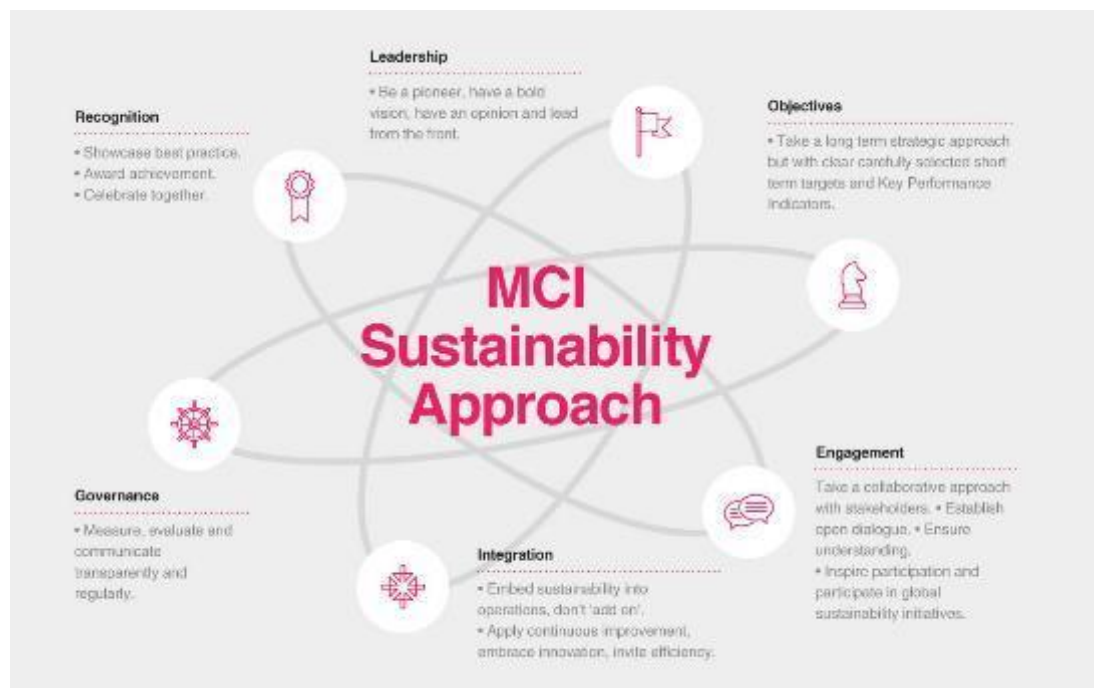 Leadership
• Be a pioneer, have a bold
vision, have an opinion and lead
from the front.
Recognition
• Showcase best practice.
• Award achievement.
• Celebrate together.
Objectives
• Take a long term strategic approach
but with clear carefully selected short
term targets and Key Performance
Indicators.
MCI
Sustainability
Approach
Engagement
Take a collaborative approach
with stakeholders. • Establish
open dialogue. • Ensure
understanding.
• Inspire participation and
participate in global
sustainability initiatives.
Governance
• Measure, evaluate and
communicate
transparently and
regularly.
Integration
• Embed sustainability into
operations, don't 'add on'.
• Apply continuous improvement,
embrace innovation, invite efficiency.